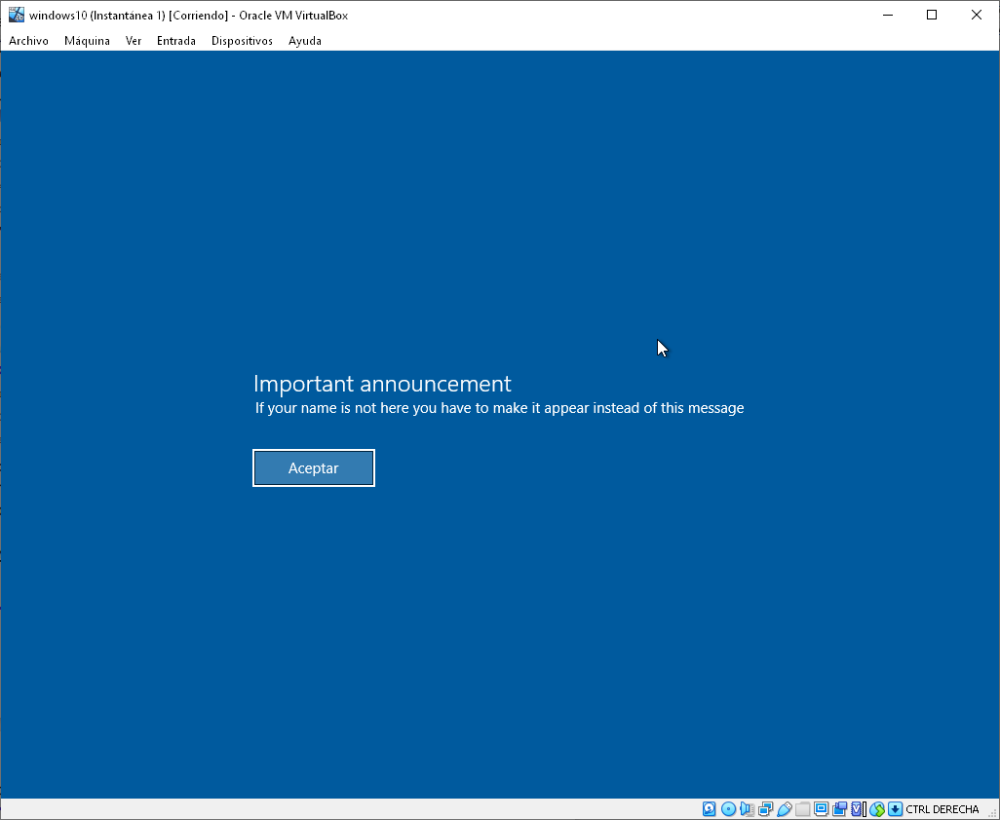 windows10 (Instantánea 1) [Corriendo] - Oracle VM VirtualBox
Archivo Máquina Ver Entrada Dispositivos Ayuda
Important announcement
If your name is not here you have to make it appear instead of this message
Aceptar
CTRL DERECHA